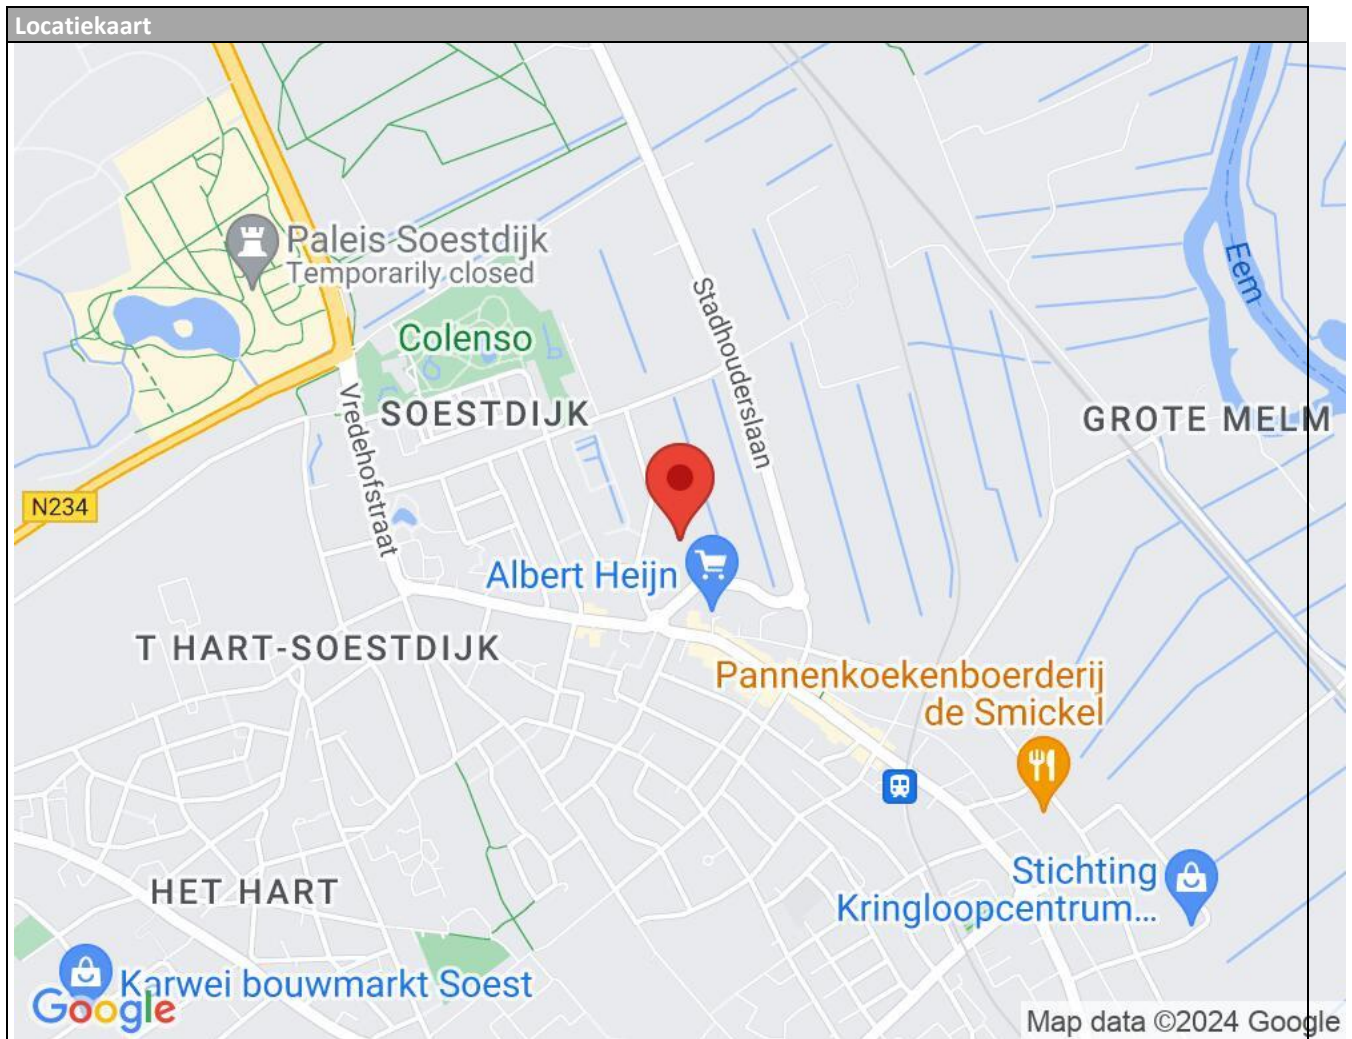 Locatiekaart
Paleis Soestdijk
Temporarily closed
Colenso
SOESTDIJK
Stadhouderslaan
Eem
GROTE MELM
Vredehofstraat
N234
Albert Heijn
T HART-SOESTDIJK
Pannenkoekenboerderij
de Smickel
HET HART
Stichting
Kringloopcentrum...
Karwei bouwmarkt Soest
Google
Map data ©2024 Google